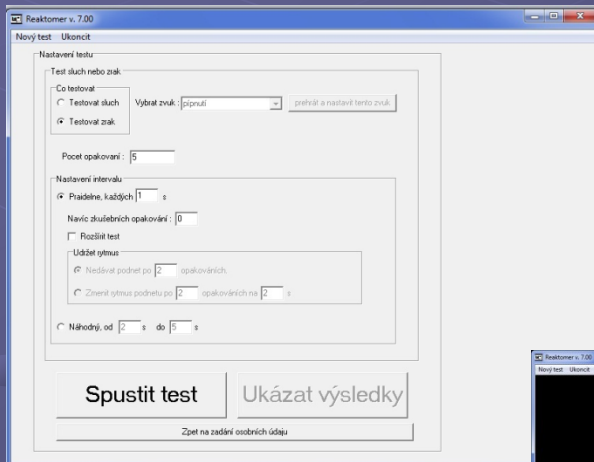 Reaktomer v. 7.00
Nový test Ukoncit
Nastavení testu
Test sluch nebo zrak
Co testovat
Testovat sluch Vybrat zvuk : pípnutí prehrát a nastavit tento zvuk
Testovat zrak
Pocet opakovaní : 5
Nastavení intervalu
Praidelne, každých 1 s
Navíc zkušebních opakování : 0
Rozšírit test
Udržet rytmus
Nedávat podnet po 2 opakováních.
Zmenit rytmus podnetu po 2 opakováních na 2 s
Náhodný, od 2 s do 5 s
Spustit test Ukázat výsledky
Zpet na zadání osobních údaju
Reaktomer v. 7.00
Nový test Ukoncit